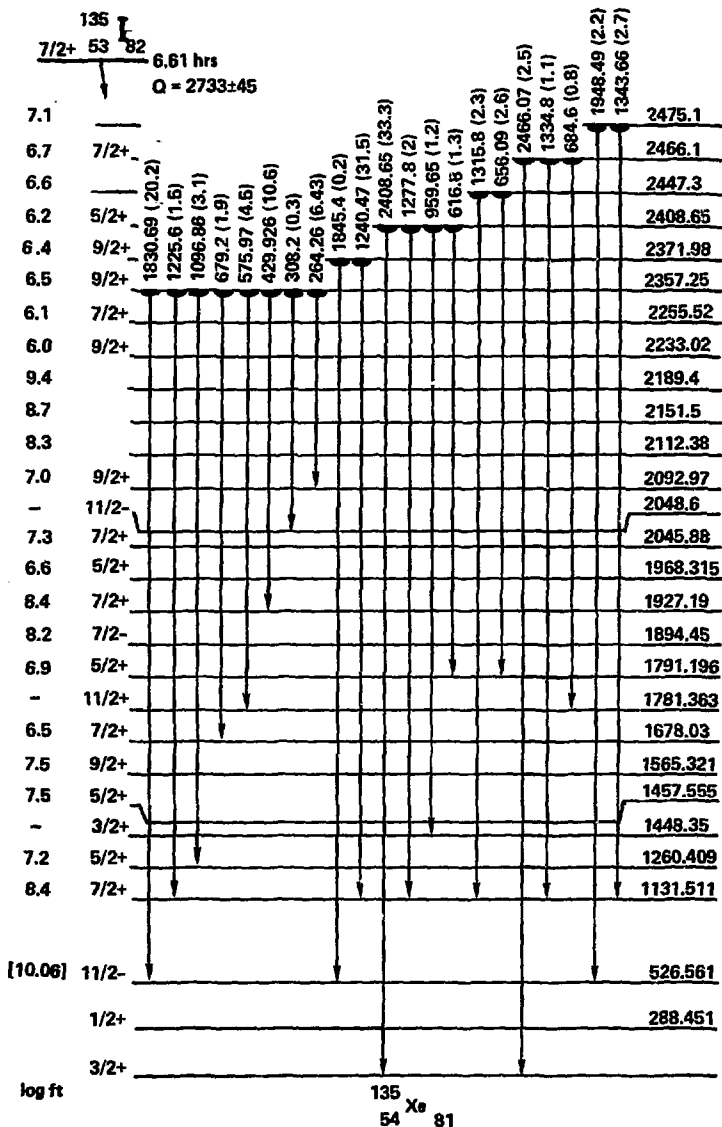 135
I
53 82
7/2+
6.61 hrs
Q = 2733±45
1830.69 (20.2)
1225.6 (1.6)
1096.86 (3.1)
679.2 (1.9)
575.97 (4.6)
429.926 (10.6)
308.2 (0.3)
264.26 (6.43)
1845.4 (0.2)
1240.47 (31.5)
2408.65 (33.3)
1277.8 (2)
959.65 (1.2)
616.8 (1.3)
1315.8 (2.3)
656.09 (2.6)
2466.07 (2.5)
1334.8 (1.1)
684.6 (0.8)
1948.49 (2.2)
1343.66 (2.7)
7.1 2475.1
6.7 7/2+ 2466.1
6.6 2447.3
6.2 5/2+ 2408.65
6.4 9/2+ 2371.98
6.5 9/2+ 2357.25
6.1 7/2+ 2255.52
6.0 9/2+ 2233.02
9.4 2189.4
8.7 2151.5
8.3 2112.38
7.0 9/2+ 2092.97
- 11/2- 2048.6
7.3 7/2+ 2045.88
6.6 5/2+ 1968.315
8.4 7/2+ 1927.19
8.2 7/2- 1894.45
6.9 5/2+ 1791.196
- 11/2+ 1781.363
6.5 7/2+ 1678.03
7.5 9/2+ 1565.321
7.5 5/2+ 1457.555
- 3/2+ 1448.35
7.2 5/2+ 1260.409
8.4 7/2+ 1131.511
[10.06] 11/2- 526.561
1/2+ 288.451
3/2+
log ft
135
Xe
54 81